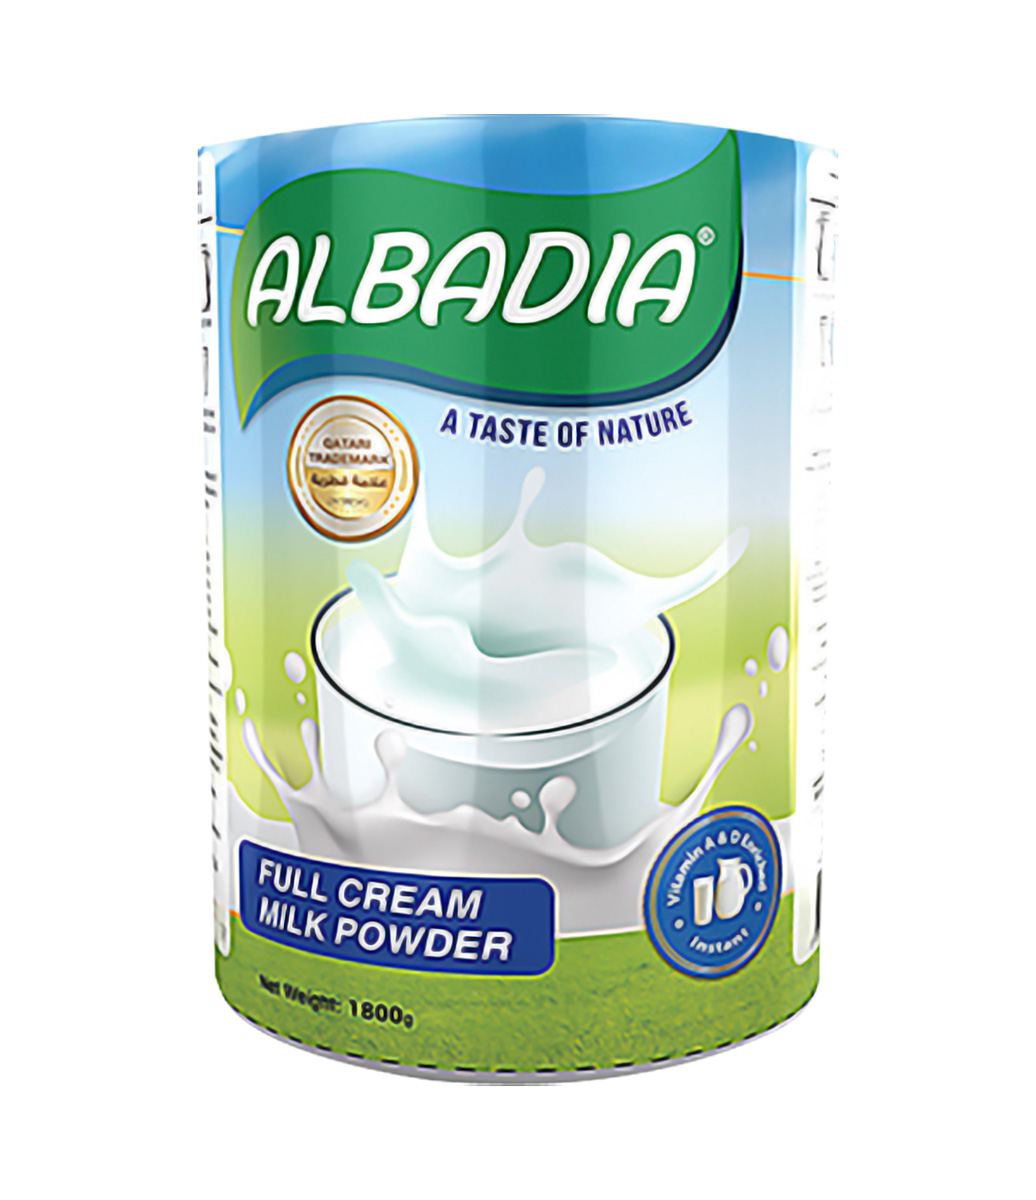 ALBADIA®
A TASTE OF NATURE
QATARI
TRADEMARK
علامة قطرية
FULL CREAM
MILK POWDER
Vitamin A & D Enriched
Instant
Net Weight: 1800g